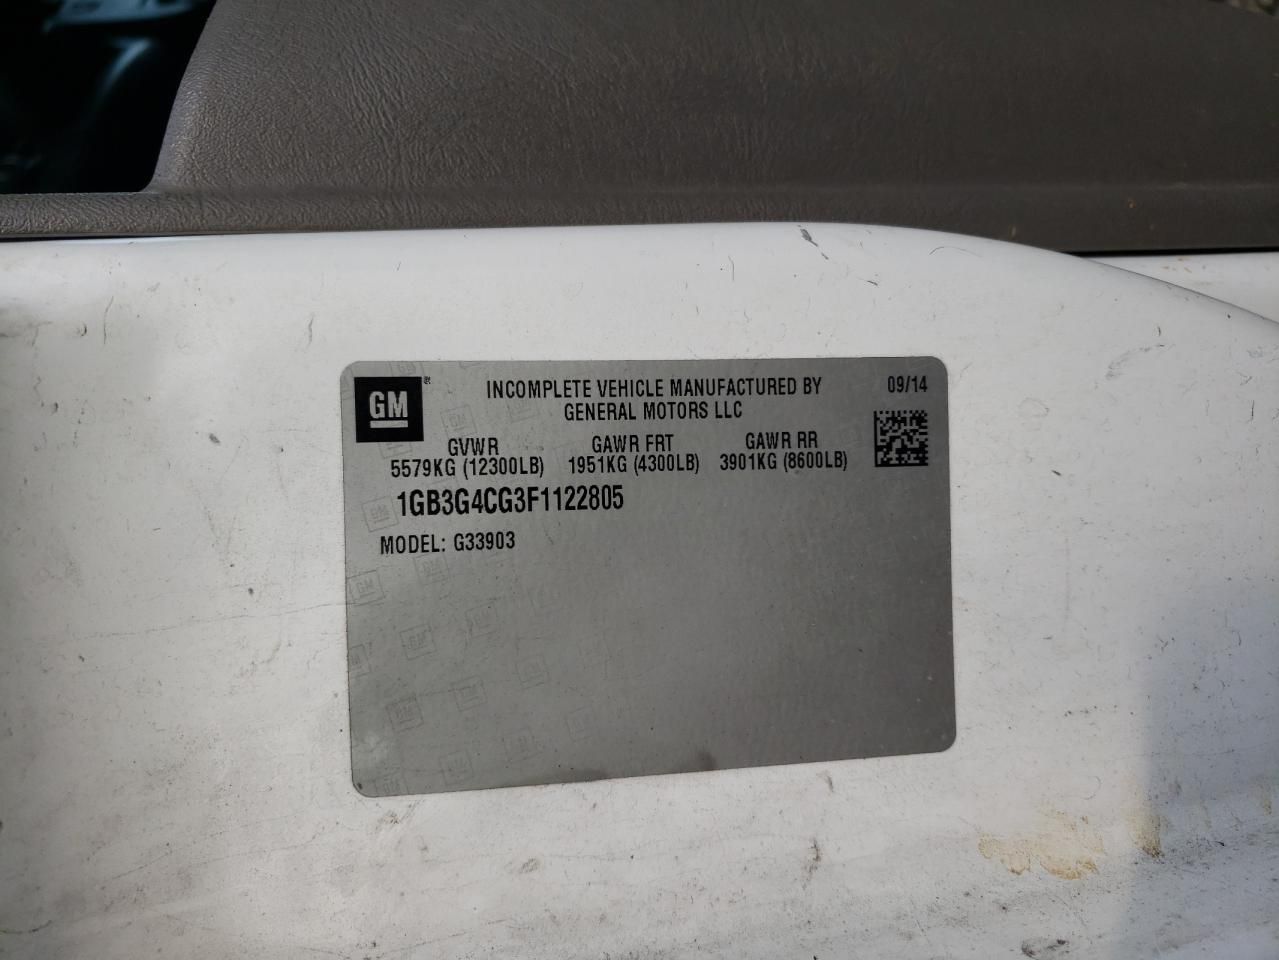 GM
INCOMPLETE VEHICLE MANUFACTURED BY
GENERAL MOTORS LLC
09/14
GVWR GAWR FRT GAWR RR
5579KG (12300LB) 1951KG (4300LB) 3901KG (8600LB)
1GB3G4CG3F1122805
MODEL: G33903